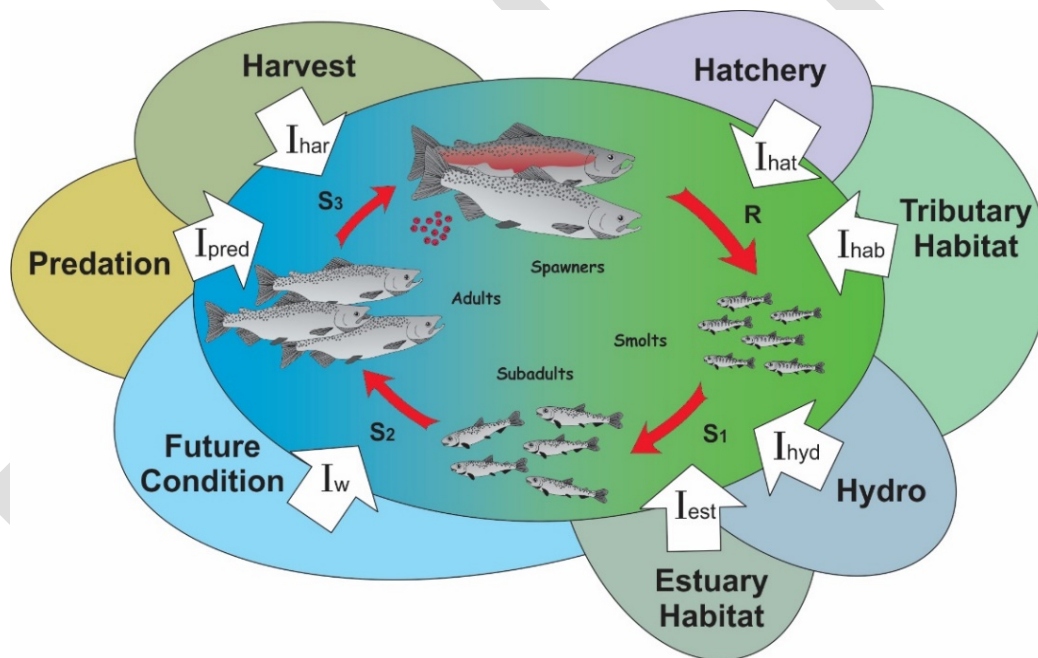 Harvest
Hatchery
Ihar
Ihat
S3
R
Tributary
Habitat
Predation
Ipred
Ihab
Spawners
Adults
Smolts
Subadults
Future
Condition
S2
S1
Iw
Ihyd
Hydro
Iest
Estuary
Habitat